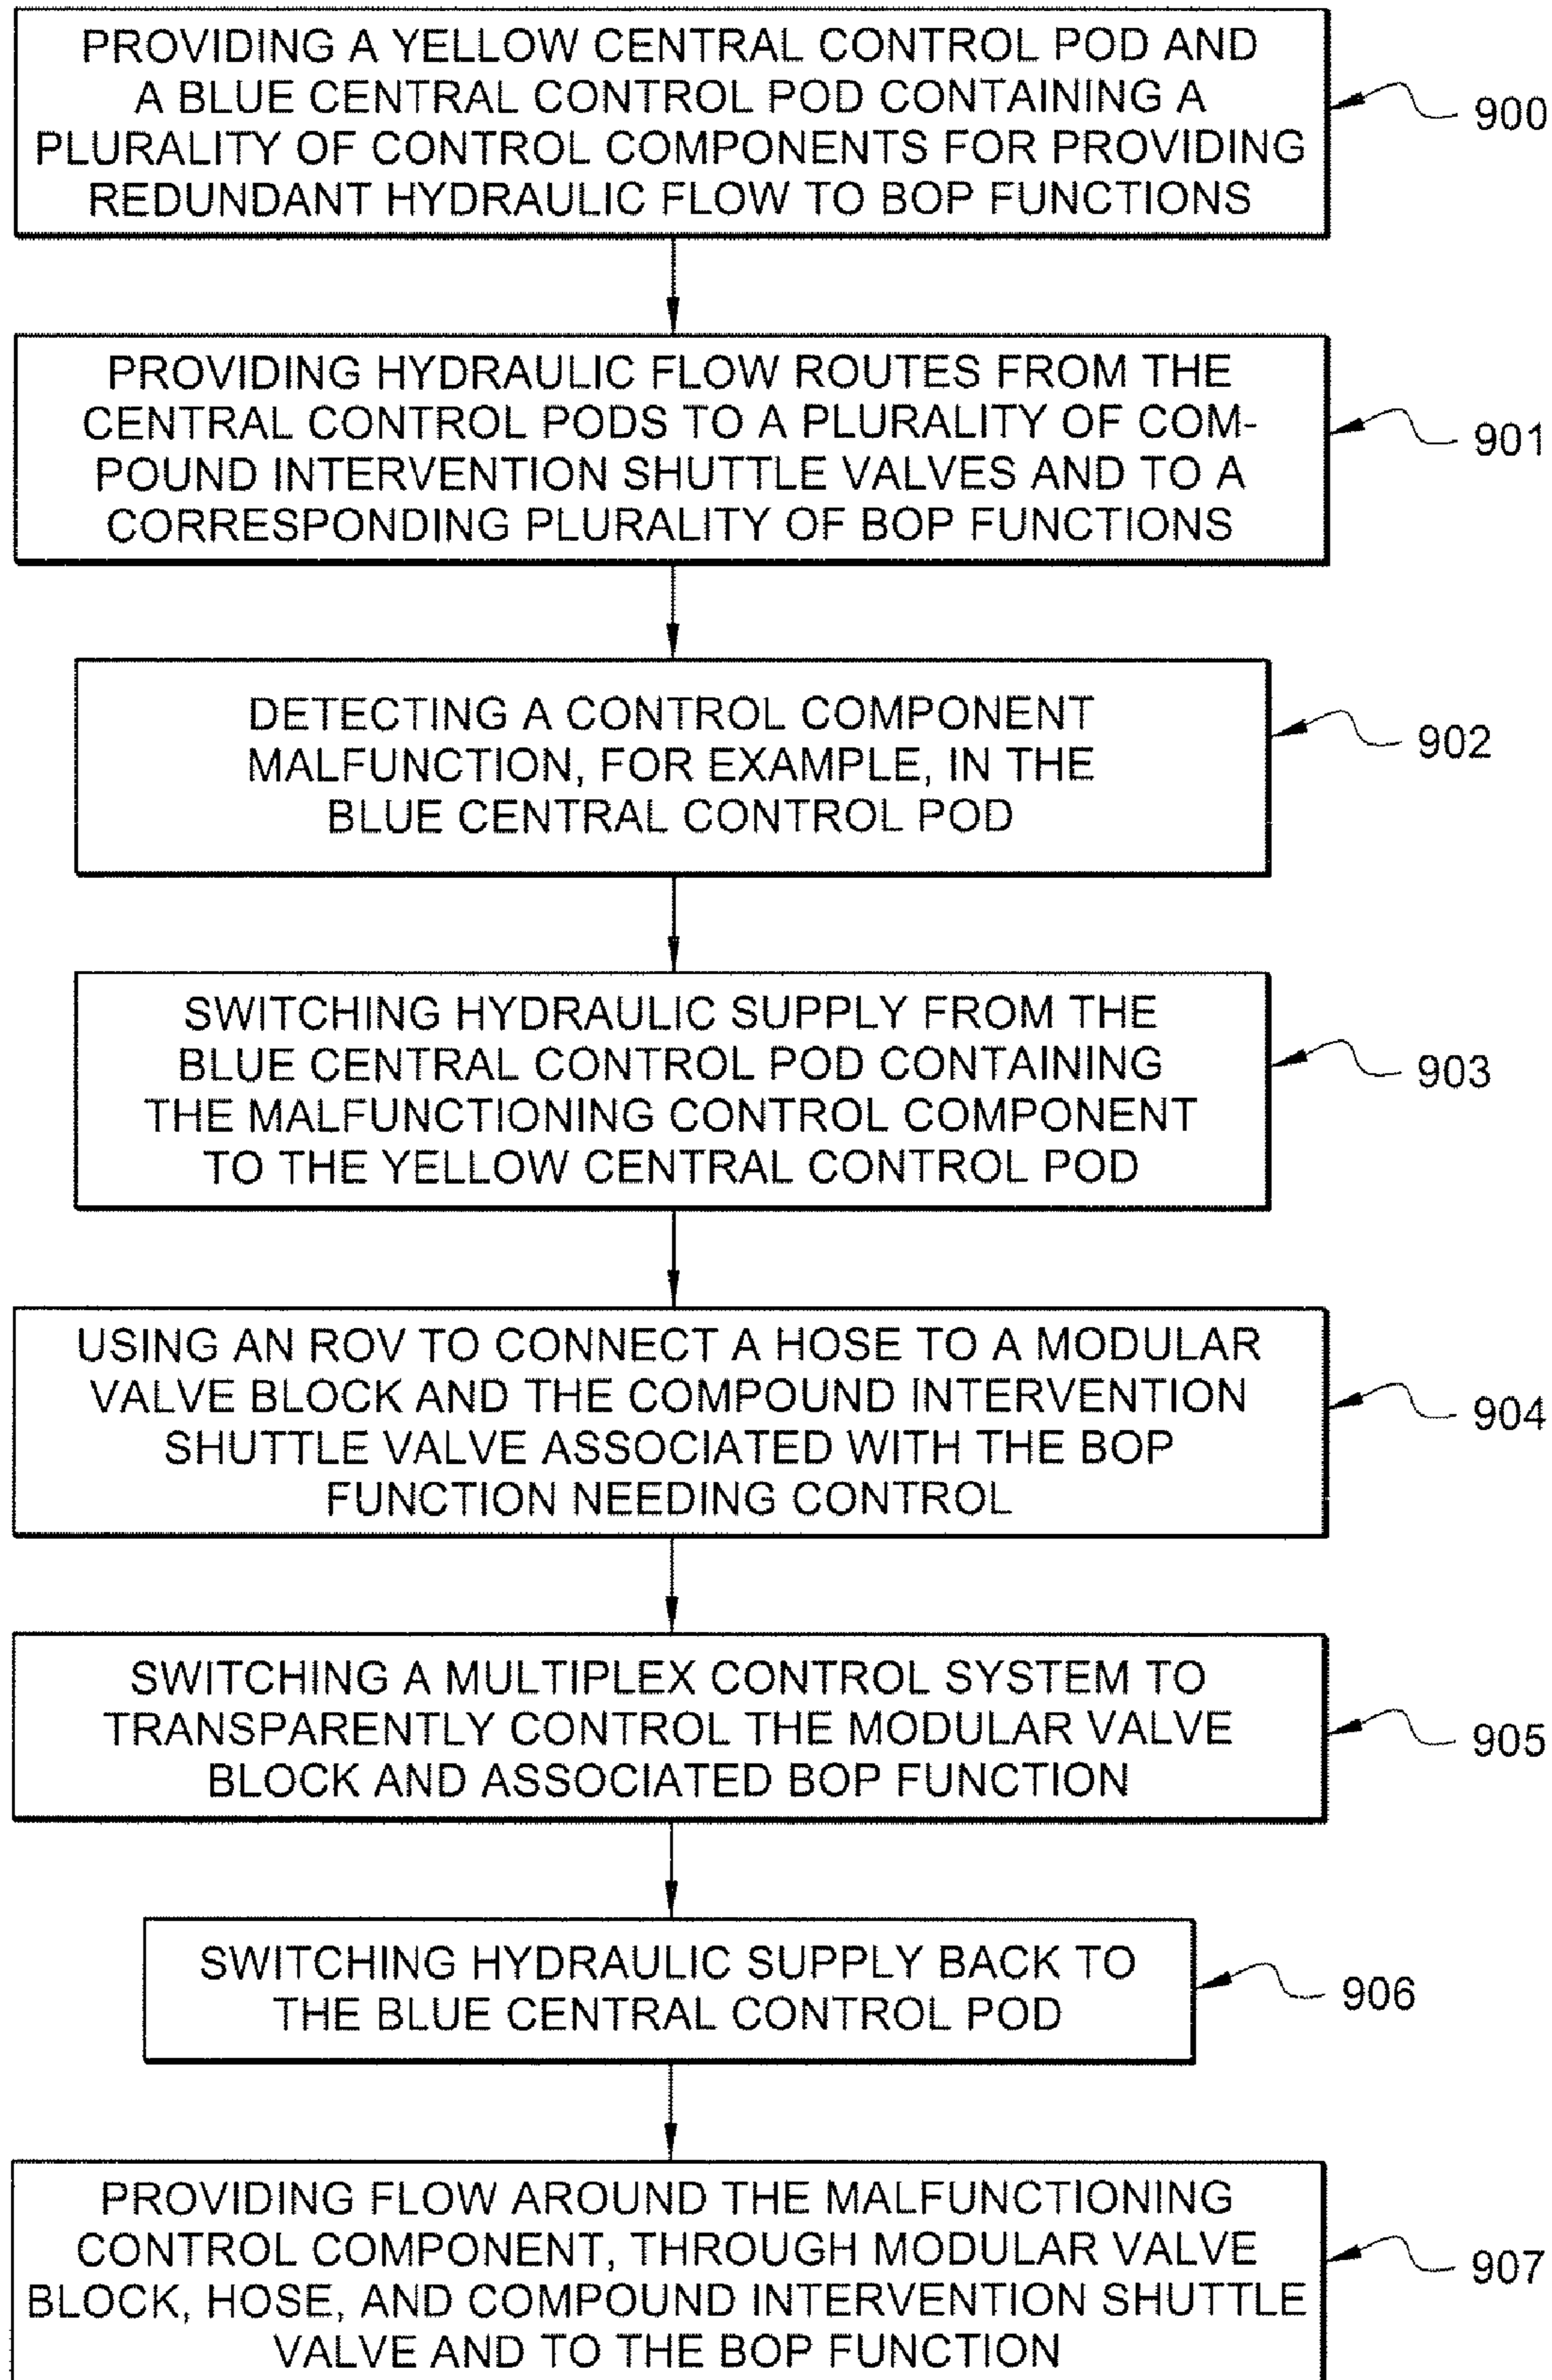 PROVIDING A YELLOW CENTRAL CONTROL POD AND
A BLUE CENTRAL CONTROL POD CONTAINING A
PLURALITY OF CONTROL COMPONENTS FOR PROVIDING
REDUNDANT HYDRAULIC FLOW TO BOP FUNCTIONS
900
PROVIDING HYDRAULIC FLOW ROUTES FROM THE
CENTRAL CONTROL PODS TO A PLURALITY OF COM-
POUND INTERVENTION SHUTTLE VALVES AND TO A
CORRESPONDING PLURALITY OF BOP FUNCTIONS
901
DETECTING A CONTROL COMPONENT
MALFUNCTION, FOR EXAMPLE, IN THE
BLUE CENTRAL CONTROL POD
902
SWITCHING HYDRAULIC SUPPLY FROM THE
BLUE CENTRAL CONTROL POD CONTAINING
THE MALFUNCTIONING CONTROL COMPONENT
TO THE YELLOW CENTRAL CONTROL POD
903
USING AN ROV TO CONNECT A HOSE TO A MODULAR
VALVE BLOCK AND THE COMPOUND INTERVENTION
SHUTTLE VALVE ASSOCIATED WITH THE BOP
FUNCTION NEEDING CONTROL
904
SWITCHING A MULTIPLEX CONTROL SYSTEM TO
TRANSPARENTLY CONTROL THE MODULAR VALVE
BLOCK AND ASSOCIATED BOP FUNCTION
905
SWITCHING HYDRAULIC SUPPLY BACK TO
THE BLUE CENTRAL CONTROL POD
906
PROVIDING FLOW AROUND THE MALFUNCTIONING
CONTROL COMPONENT, THROUGH MODULAR VALVE
BLOCK, HOSE, AND COMPOUND INTERVENTION SHUTTLE
VALVE AND TO THE BOP FUNCTION
907